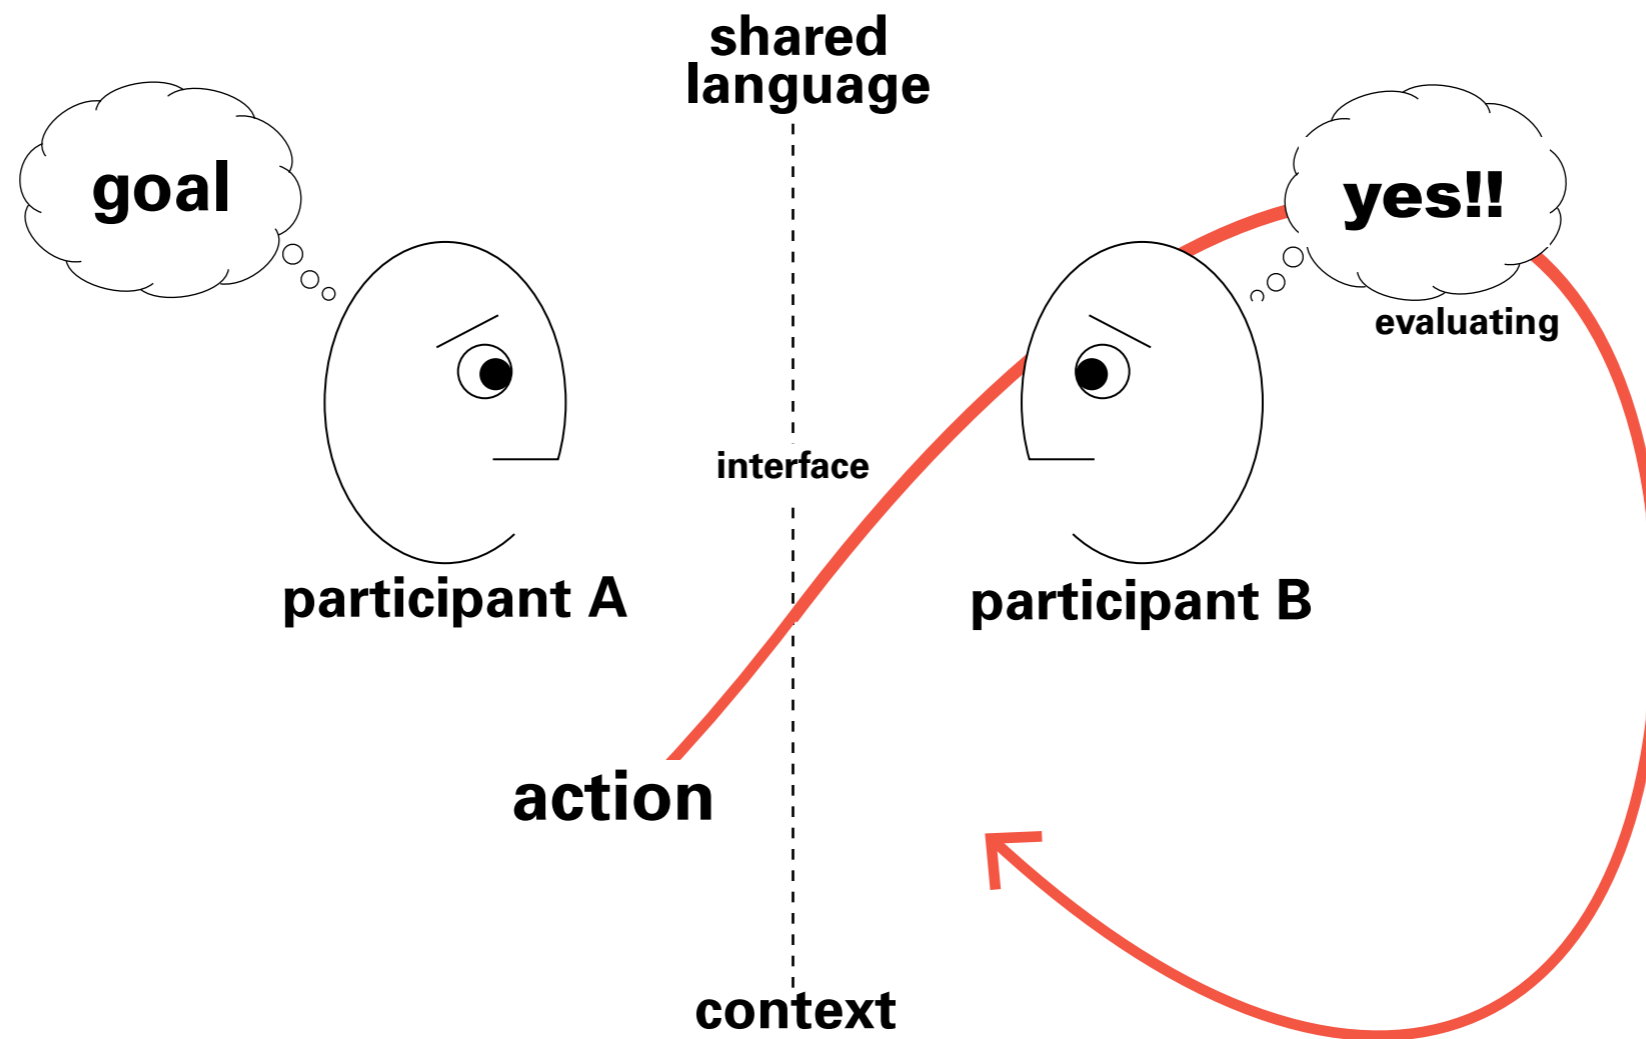 shared
language
goal
yes!!
evaluating
interface
participant A
participant B
action
context